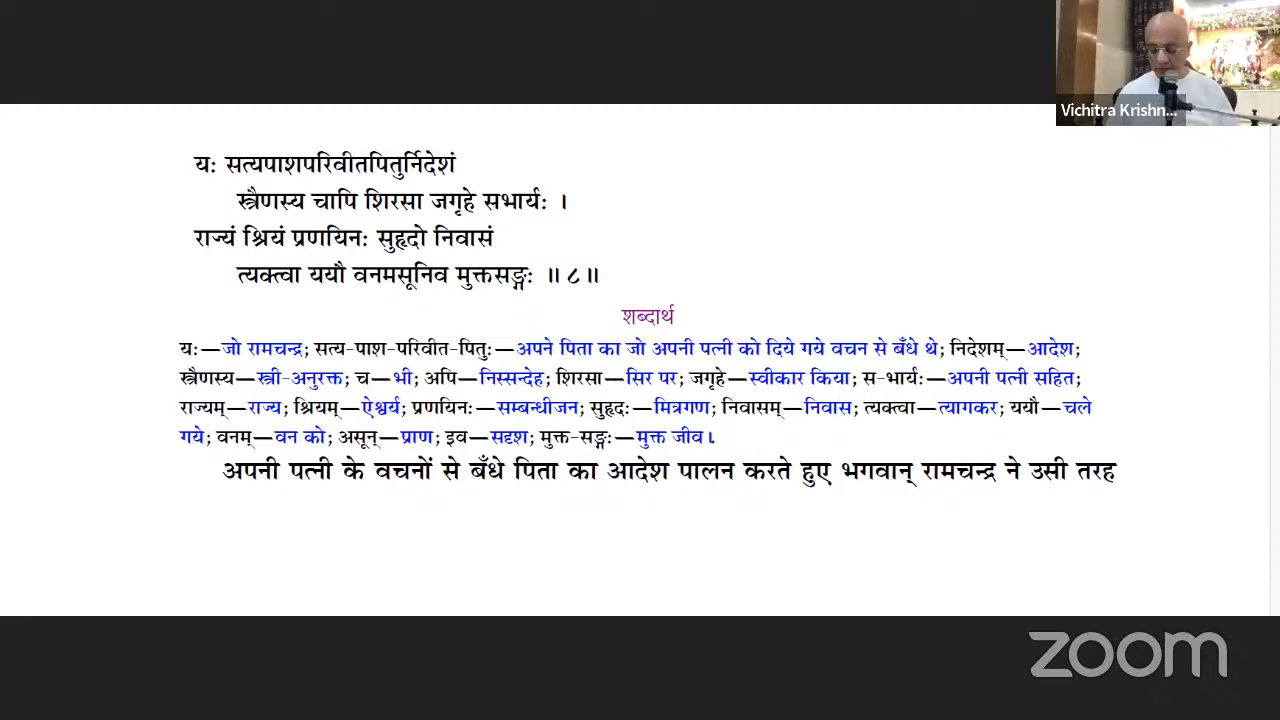 Vichitra Krishn...
यः सत्यपाशपरिवीतपितुर्निदेशं
स्त्रैणस्य चापि शिरसा जगृहे सभार्यः ।
राज्यं श्रियं प्रणयिनः सुहृदो निवासं
त्यक्त्वा ययौ वनमसूनिव मुक्तसङ्गः ॥ ८॥
शब्दार्थ
यः—जो रामचन्द्र; सत्य-पाश-परिवीत-पितुः—अपने पिता का जो अपनी पत्नी को दिये गये वचन से बँधे थे; निदेशम्—आदेश;
स्त्रैणस्य—स्त्री-अनुरक्त; च—भी; अपि—निस्सन्देह; शिरसा—सिर पर; जगृहे—स्वीकार किया; स-भार्यः—अपनी पत्नी सहित;
राज्यम्—राज्य; श्रियम्—ऐश्वर्य; प्रणयिनः—सम्बन्धीजन; सुहृदः—मित्रगण; निवासम्—निवास; त्यक्त्वा—त्यागकर; ययौ—चले
गये; वनम्—वन को; असून्—प्राण; इव—सदृश; मुक्त-सङ्गः—मुक्त जीव।
अपनी पत्नी के वचनों से बँधे पिता का आदेश पालन करते हुए भगवान् रामचन्द्र ने उसी तरह
zoom